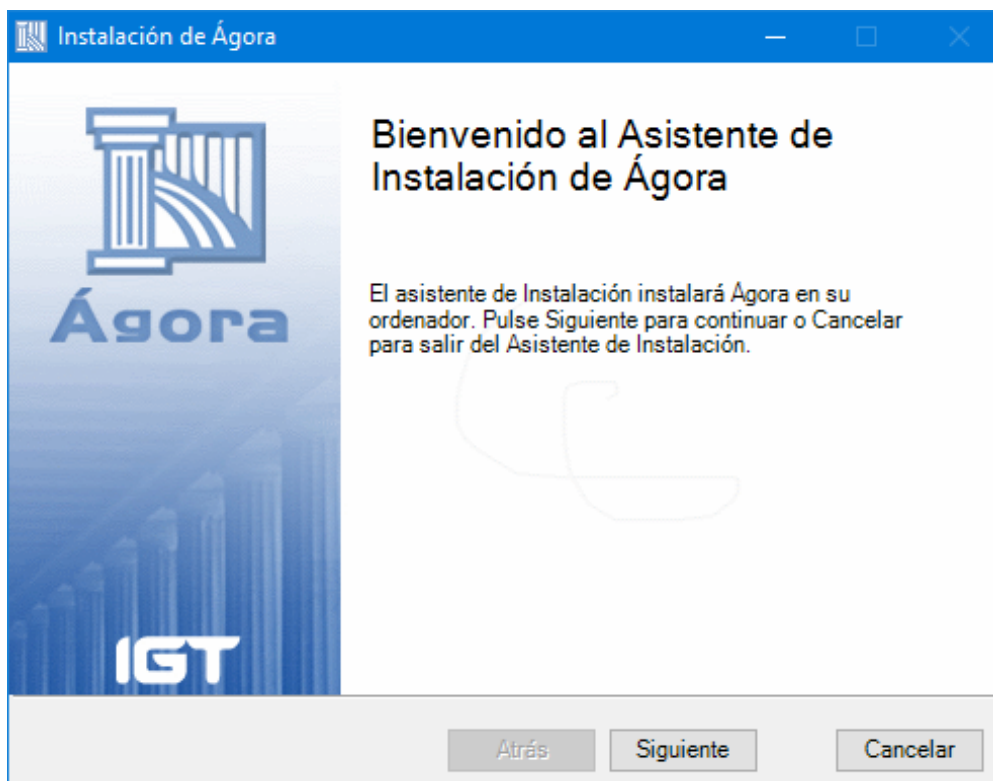 Instalación de Ágora
Ágora
IGT
Bienvenido al Asistente de
Instalación de Ágora
El asistente de Instalación instalará Ágora en su
ordenador. Pulse Siguiente para continuar o Cancelar
para salir del Asistente de Instalación.
Atrás
Siguiente
Cancelar